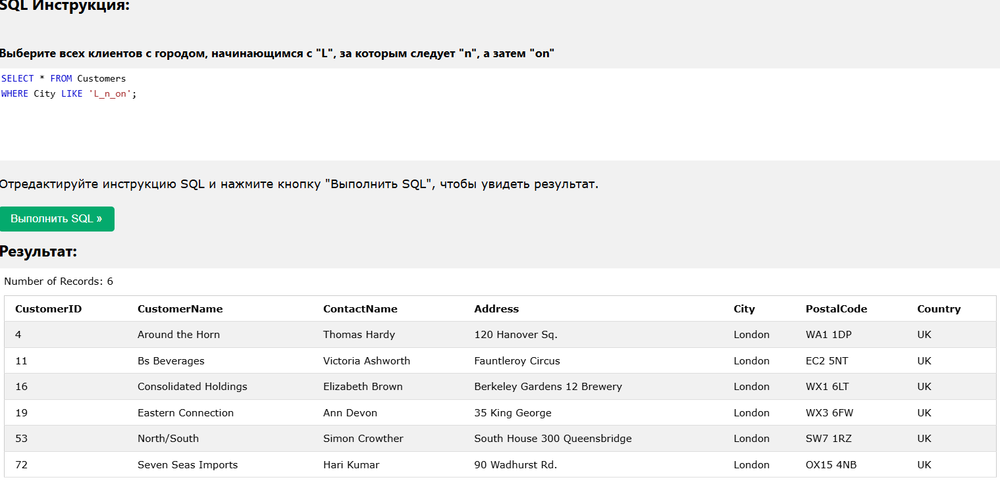 SQL Инструкция:
Выберите всех клиентов с городом, начинающимся с "L", за которым следует "n", а затем "on"
SELECT * FROM Customers
WHERE City LIKE 'L_n_on';
Отредактируйте инструкцию SQL и нажмите кнопку "Выполнить SQL", чтобы увидеть результат.
Выполнить SQL »
Результат:
Number of Records: 6
CustomerID CustomerName ContactName Address City PostalCode Country
4 Around the Horn Thomas Hardy 120 Hanover Sq. London WA1 1DP UK
11 Bs Beverages Victoria Ashworth Fauntleroy Circus London EC2 5NT UK
16 Consolidated Holdings Elizabeth Brown Berkeley Gardens 12 Brewery London WX1 6LT UK
19 Eastern Connection Ann Devon 35 King George London WX3 6FW UK
53 North/South Simon Crowther South House 300 Queensbridge London SW7 1RZ UK
72 Seven Seas Imports Hari Kumar 90 Wadhurst Rd. London OX15 4NB UK